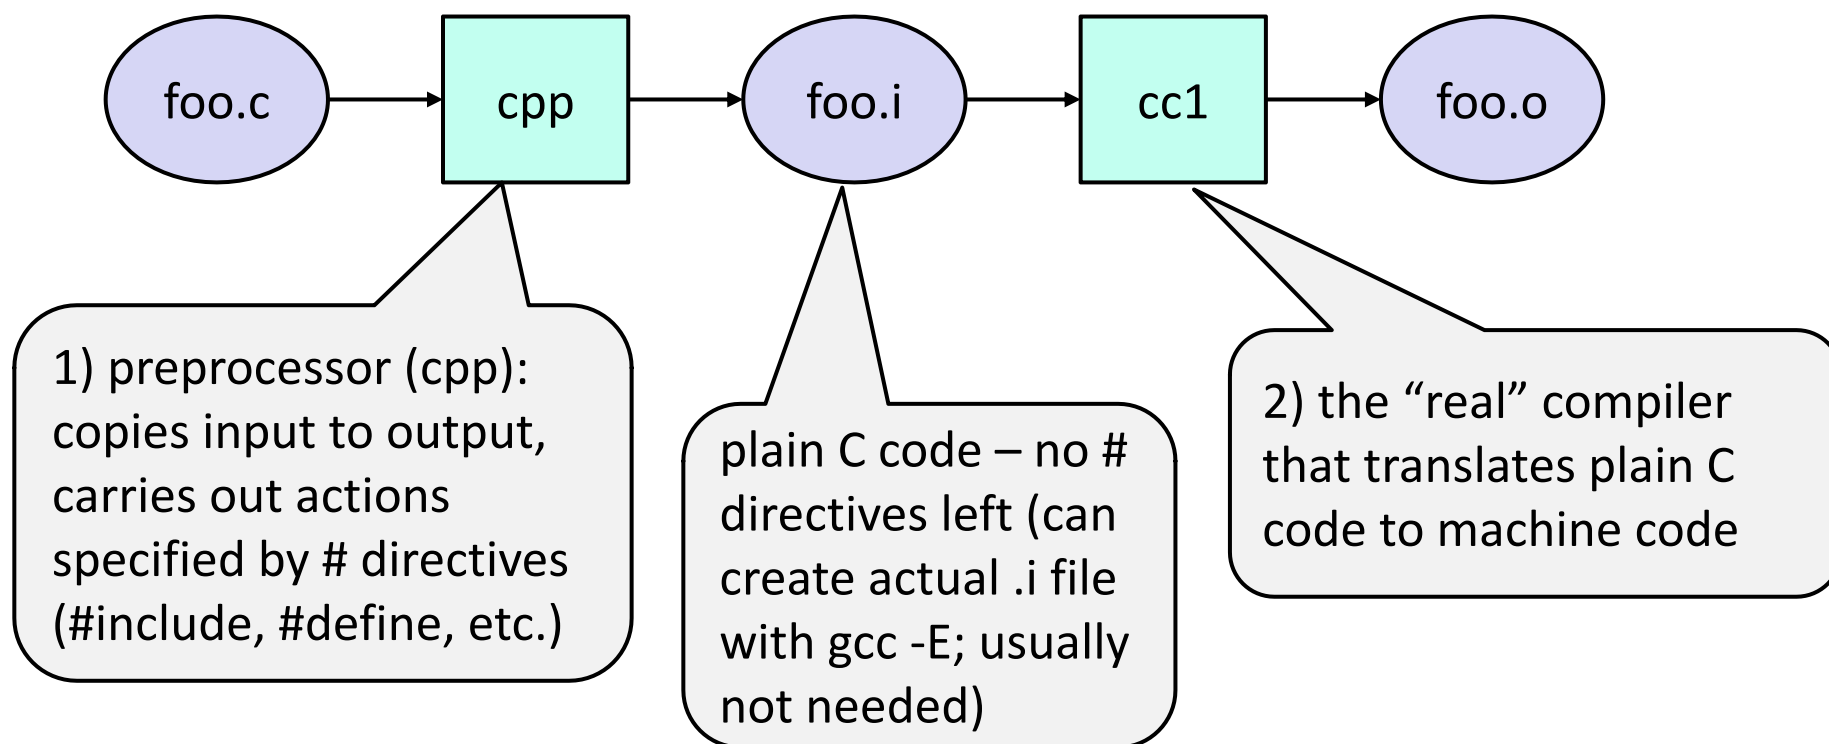 foo.c
cpp
foo.i
cc1
foo.o
1) preprocessor (cpp):
copies input to output,
carries out actions
specified by # directives
(#include, #define, etc.)
plain C code – no #
directives left (can
create actual .i file
with gcc -E; usually
not needed)
2) the “real” compiler
that translates plain C
code to machine code